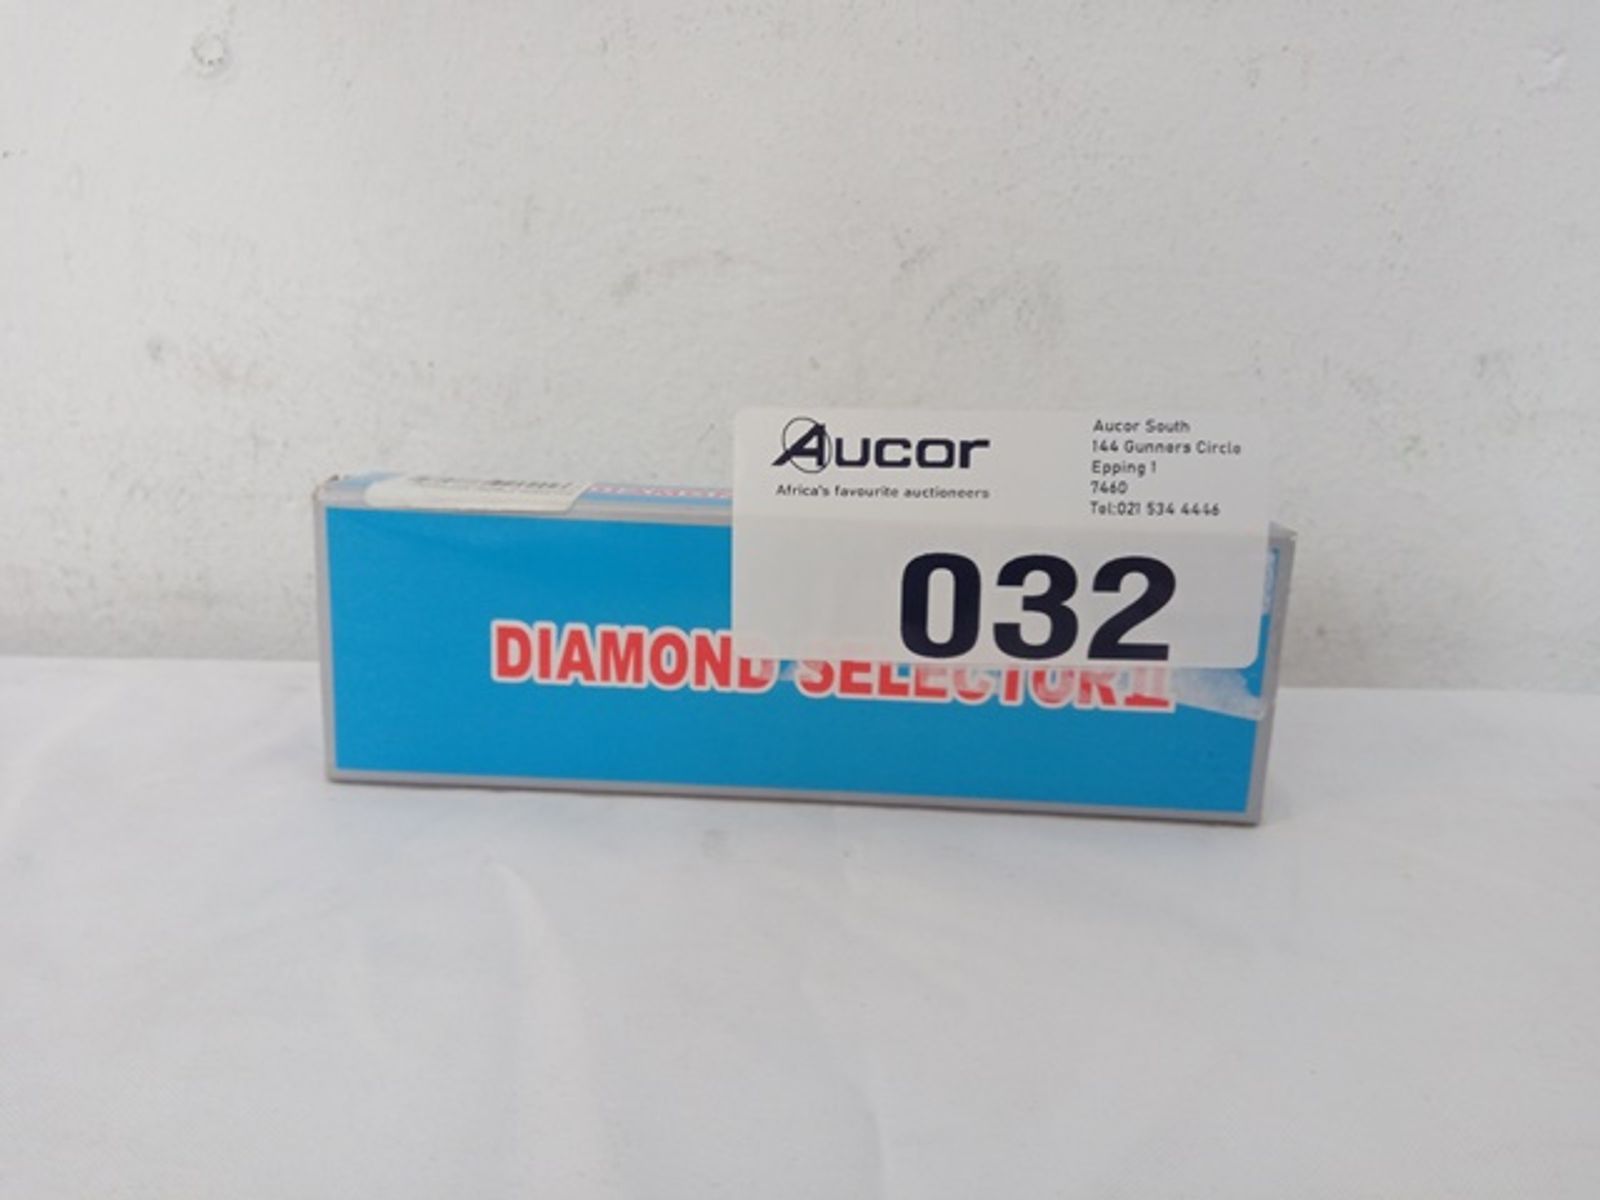 Aucor
Africa's favourite auctioneers
Aucor South
144 Gunners Circle
Epping 1
7460
Tel:021 534 4446
032
DIAMOND SELECTOR II